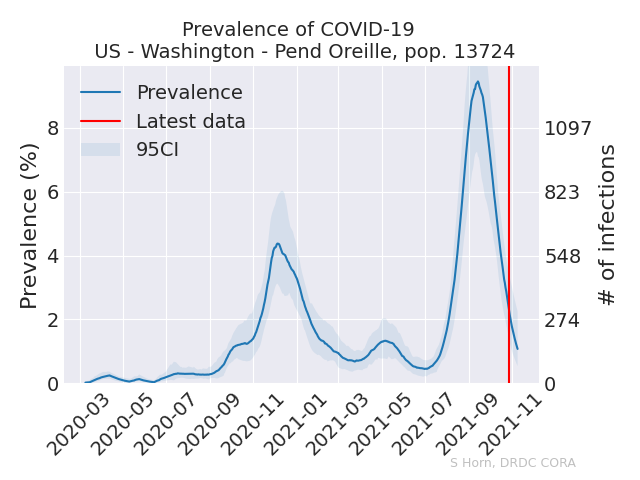 Prevalence of COVID-19
US - Washington - Pend Oreille, pop. 13724
Prevalence
Latest data
95CI
Prevalence (%)
8
6
4
2
0
1097
823
548
274
0
# of infections
2020-03
2020-05
2020-07
2020-09
2020-11
2021-01
2021-03
2021-05
2021-07
2021-09
2021-11
S Horn, DRDC CORA